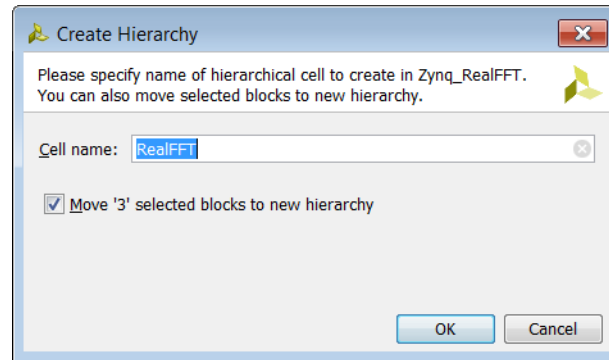 Create Hierarchy
Please specify name of hierarchical cell to create in Zynq_RealFFT.
You can also move selected blocks to new hierarchy.
Cell name: RealFFT
Move '3' selected blocks to new hierarchy
OK Cancel